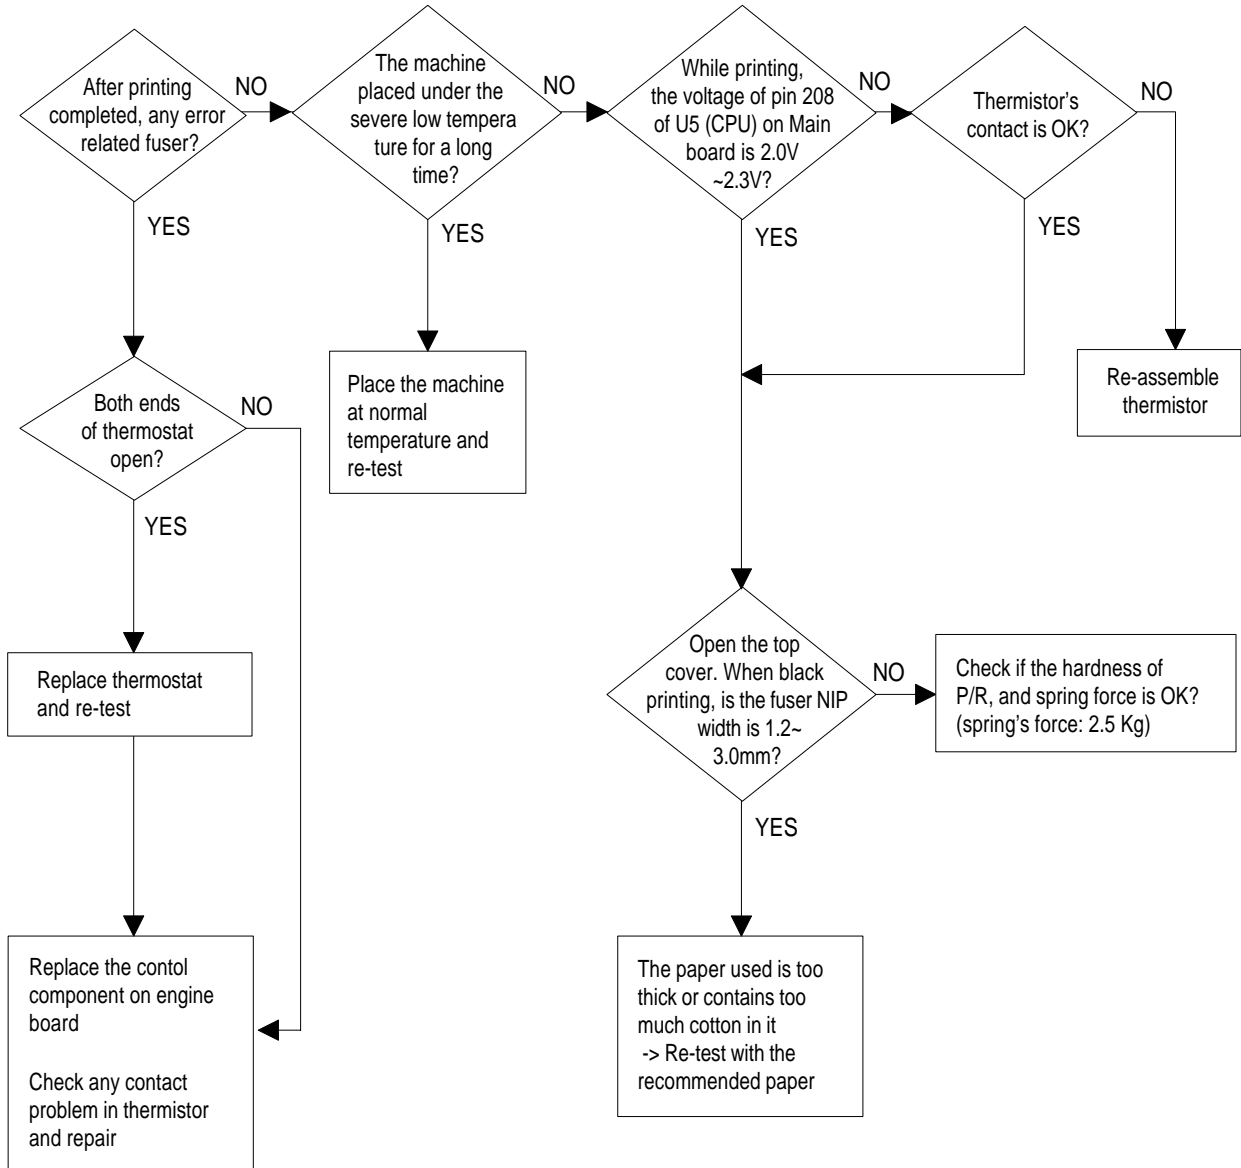 After printing
completed, any error
related fuser?
NO
YES
The machine
placed under the
severe low tempera
ture for a long
time?
NO
YES
While printing,
the voltage of pin 208
of U5 (CPU) on Main
board is 2.0V
~2.3V?
NO
YES
Thermistor's
contact is OK?
NO
YES
Re-assemble
thermistor
Place the machine
at normal
temperature and
re-test
Both ends
of thermostat
open?
NO
YES
Replace thermostat
and re-test
Open the top
cover. When black
printing, is the fuser NIP
width is 1.2~
3.0mm?
NO
YES
Check if the hardness of
P/R, and spring force is OK?
(spring's force: 2.5 Kg)
Replace the contol
component on engine
board
Check any contact
problem in thermistor
and repair
The paper used is too
thick or contains too
much cotton in it
-> Re-test with the
recommended paper